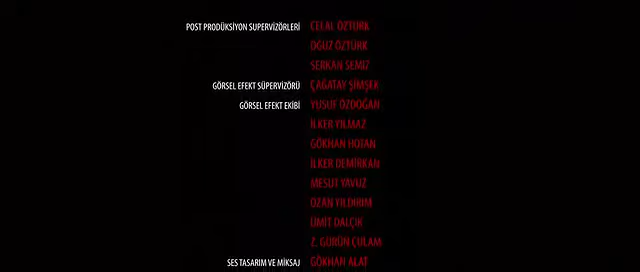 POST PRODÜKSİYON SUPERVİZÖRLERİ CELAL ÖZTÜRK
OĞUZ ÖZTÜRK
SERKAN SEMİZ
GÖRSEL EFEKT SÜPERVİZÖRÜ ÇAĞATAY ŞİMŞEK
GÖRSEL EFEKT EKİBİ YUSUF ÖZDOĞAN
İLKER YILMAZ
GÖKHAN HOTAN
İLKER DEMİRKAN
MESUT YAVUZ
OZAN YILDIRIM
ÜMİT DALÇIK
Z. GÜRÜN ÇULAM
SES TASARIM VE MİKSAJ GÖKHAN ALAT